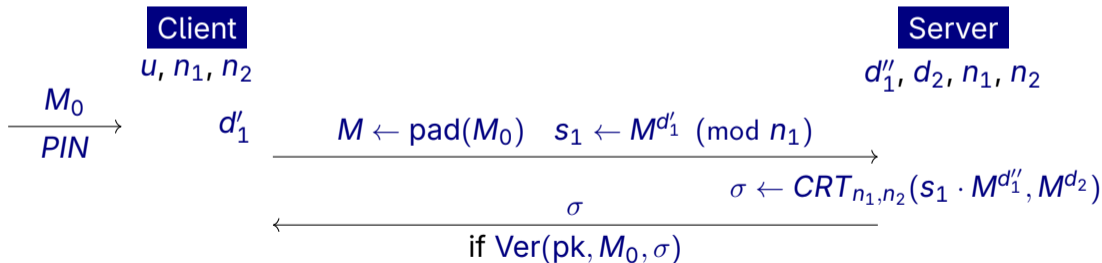 Client Server
u, n₁, n₂ d₁″, d₂, n₁, n₂
M₀
PIN
d₁′ M ← pad(M₀) s₁ ← M^{d₁′} (mod n₁)
σ ← CRT_{n₁,n₂}(s₁ · M^{d₁″}, M^{d₂})
σ
if Ver(pk, M₀, σ)